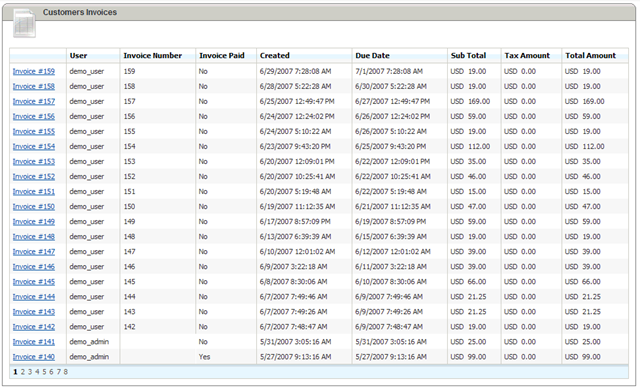 Customers Invoices
User Invoice Number Invoice Paid Created Due Date Sub Total Tax Amount Total Amount
Invoice #159 demo_user 159 No 6/29/2007 7:28:08 AM 7/1/2007 7:28:08 AM USD 19.00 USD 0.00 USD 19.00
Invoice #158 demo_user 158 No 6/28/2007 5:22:28 AM 6/30/2007 5:22:28 AM USD 19.00 USD 0.00 USD 19.00
Invoice #157 demo_user 157 No 6/25/2007 12:49:47 PM 6/27/2007 12:49:47 PM USD 169.00 USD 0.00 USD 169.00
Invoice #156 demo_user 156 No 6/24/2007 12:24:02 PM 6/26/2007 12:24:02 PM USD 59.00 USD 0.00 USD 59.00
Invoice #155 demo_user 155 No 6/24/2007 5:10:22 AM 6/26/2007 5:10:22 AM USD 19.00 USD 0.00 USD 19.00
Invoice #154 demo_user 154 No 6/23/2007 9:43:20 PM 6/25/2007 9:43:20 PM USD 112.00 USD 0.00 USD 112.00
Invoice #153 demo_user 153 No 6/20/2007 12:09:01 PM 6/22/2007 12:09:01 PM USD 35.00 USD 0.00 USD 35.00
Invoice #152 demo_user 152 No 6/20/2007 10:25:41 AM 6/22/2007 10:25:41 AM USD 46.00 USD 0.00 USD 46.00
Invoice #151 demo_user 151 No 6/20/2007 5:19:48 AM 6/22/2007 5:19:48 AM USD 15.00 USD 0.00 USD 15.00
Invoice #150 demo_user 150 No 6/19/2007 11:12:35 AM 6/21/2007 11:12:35 AM USD 47.00 USD 0.00 USD 47.00
Invoice #149 demo_user 149 No 6/17/2007 8:57:09 PM 6/19/2007 8:57:09 PM USD 59.00 USD 0.00 USD 59.00
Invoice #148 demo_user 148 No 6/13/2007 6:39:39 AM 6/15/2007 6:39:39 AM USD 19.00 USD 0.00 USD 19.00
Invoice #147 demo_user 147 No 6/10/2007 12:01:02 AM 6/12/2007 12:01:02 AM USD 39.00 USD 0.00 USD 39.00
Invoice #146 demo_user 146 No 6/9/2007 3:22:18 AM 6/11/2007 3:22:18 AM USD 39.00 USD 0.00 USD 39.00
Invoice #145 demo_user 145 No 6/8/2007 8:30:06 AM 6/10/2007 8:30:06 AM USD 66.00 USD 0.00 USD 66.00
Invoice #144 demo_user 144 No 6/7/2007 7:49:46 AM 6/9/2007 7:49:46 AM USD 21.25 USD 0.00 USD 21.25
Invoice #143 demo_user 143 No 6/7/2007 7:49:26 AM 6/9/2007 7:49:26 AM USD 21.25 USD 0.00 USD 21.25
Invoice #142 demo_user 142 No 6/7/2007 7:48:47 AM 6/9/2007 7:48:47 AM USD 19.00 USD 0.00 USD 19.00
Invoice #141 demo_admin No 5/31/2007 3:05:16 AM 5/31/2007 3:05:16 AM USD 25.00 USD 0.00 USD 25.00
Invoice #140 demo_admin Yes 5/27/2007 9:13:16 AM 5/27/2007 9:13:16 AM USD 99.00 USD 0.00 USD 99.00
1 2 3 4 5 6 7 8